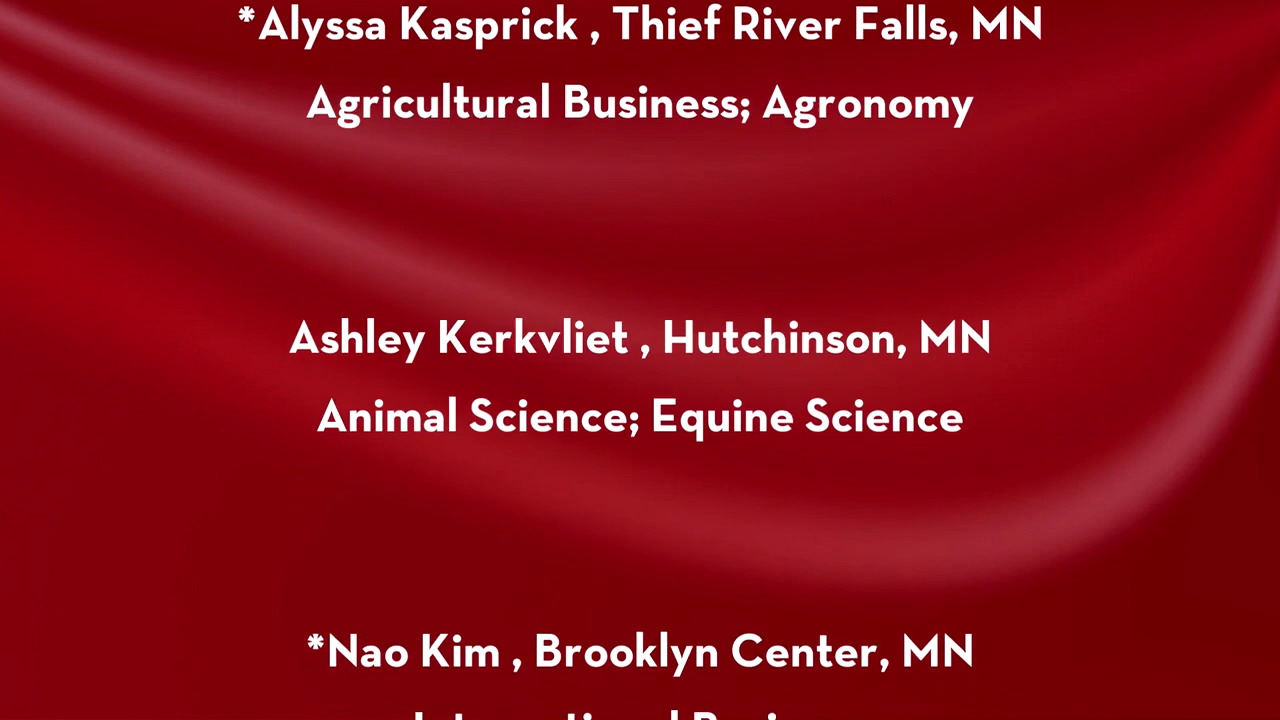 *Alyssa Kasprick , Thief River Falls, MN
Agricultural Business; Agronomy
Ashley Kerkvliet , Hutchinson, MN
Animal Science; Equine Science
*Nao Kim , Brooklyn Center, MN